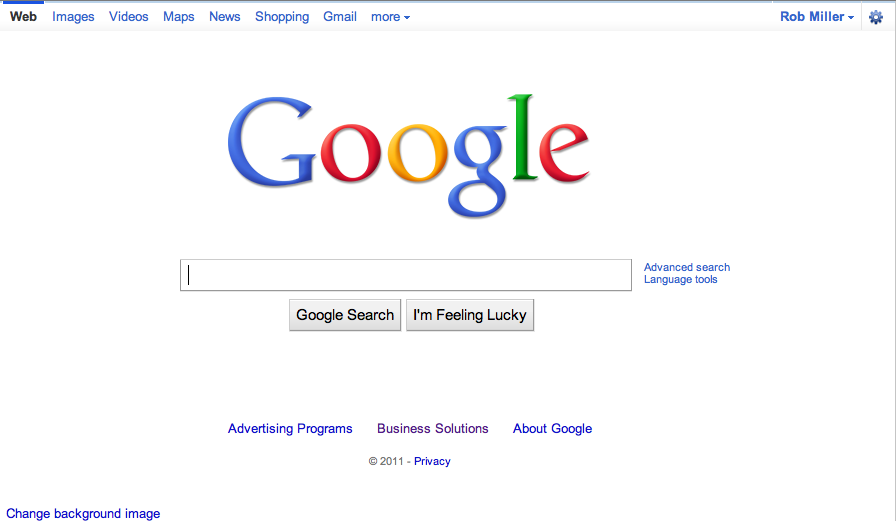 Web Images Videos Maps News Shopping Gmail more Rob Miller
Google
Advanced search
Language tools
Google Search I'm Feeling Lucky
Advertising Programs Business Solutions About Google
© 2011 - Privacy
Change background image